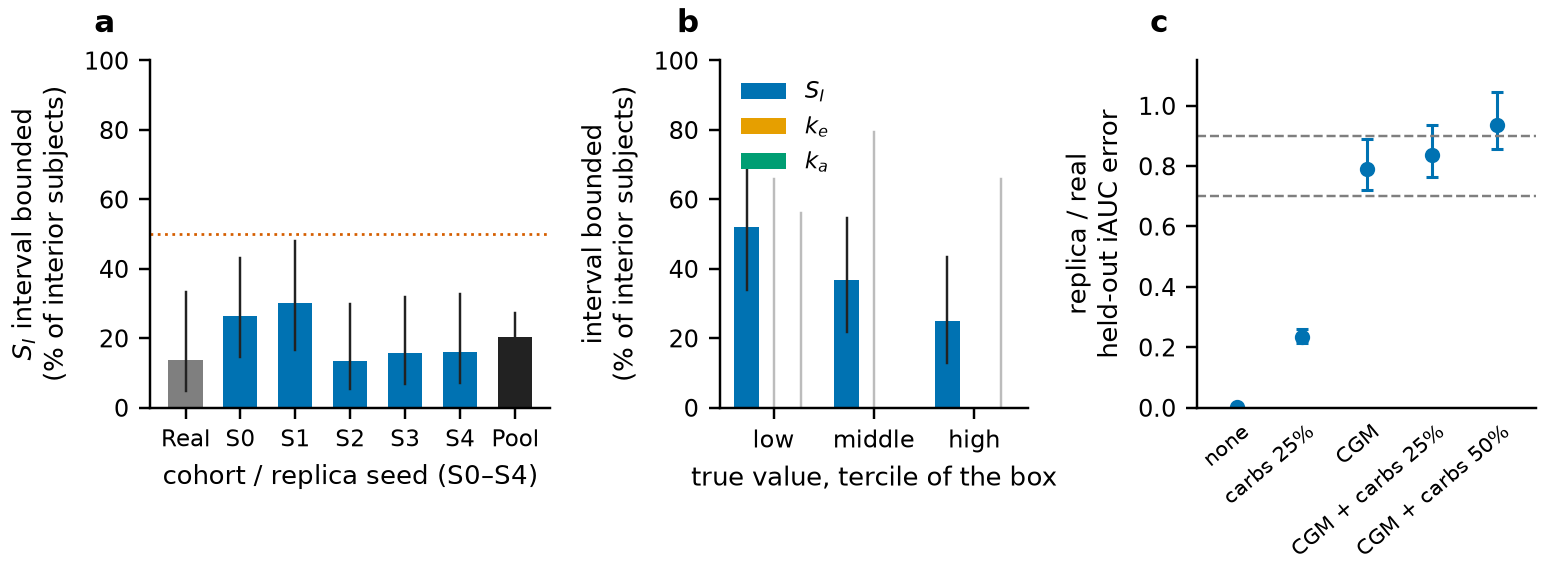 a
S_I interval bounded
(% of interior subjects)
100
80
60
40
20
0
Real S0 S1 S2 S3 S4 Pool
cohort / replica seed (S0–S4)
b
interval bounded
(% of interior subjects)
100
80
60
40
20
0
S_I
k_e
k_a
low middle high
true value, tercile of the box
c
replica / real
held-out iAUC error
1.0
0.8
0.6
0.4
0.2
0.0
none
carbs 25%
CGM
CGM + carbs 25%
CGM + carbs 50%